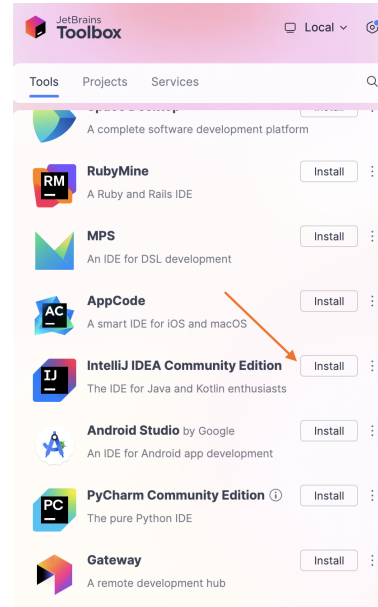 JetBrains
Toolbox
Local
Tools Projects Services
A complete software development platform
RM
RubyMine
Install
A Ruby and Rails IDE
MPS
Install
An IDE for DSL development
AC
AppCode
Install
A smart IDE for iOS and macOS
IJ
IntelliJ IDEA Community Edition
Install
The IDE for Java and Kotlin enthusiasts
Android Studio by Google
Install
An IDE for Android app development
PC
PyCharm Community Edition
Install
The pure Python IDE
Gateway
Install
A remote development hub